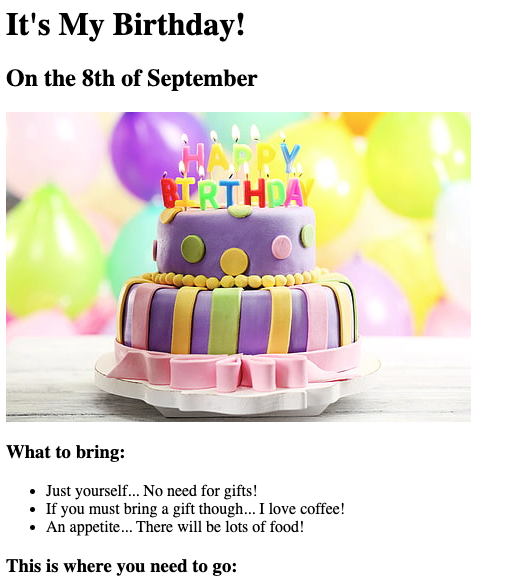 It's My Birthday!
On the 8th of September
HAPPY
BIRTHDAY
What to bring:
Just yourself... No need for gifts!
If you must bring a gift though... I love coffee!
An appetite... There will be lots of food!
This is where you need to go: